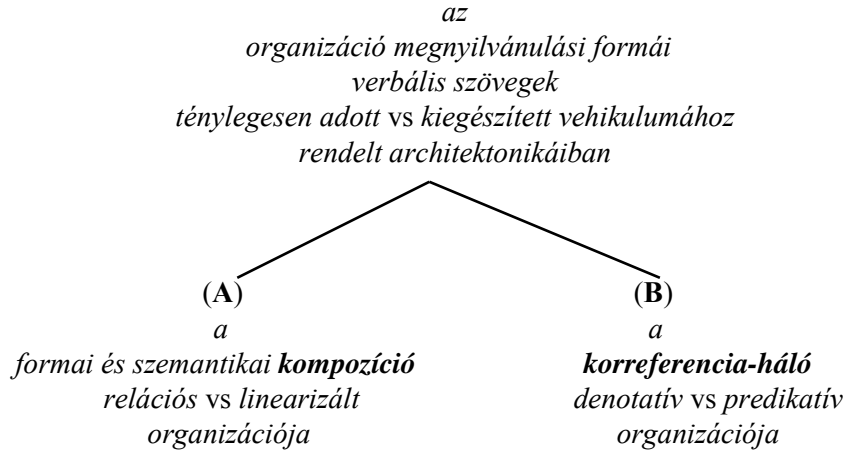 az
organizáció megnyilvánulási formái
verbális szövegek
ténylegesen adott vs kiegészített vehikulumához
rendelt architektonikáiban
(A)
a
formai és szemantikai kompozíció
relációs vs linearizált
organizációja
(B)
a
korreferencia-háló
denotatív vs predikatív
organizációja